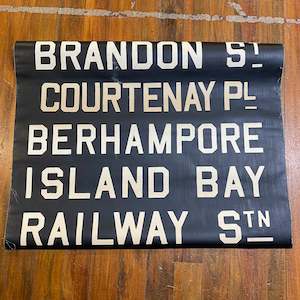 BRANDON ST
COURTENAY PL
BERHAMPORE
ISLAND BAY
RAILWAY STN